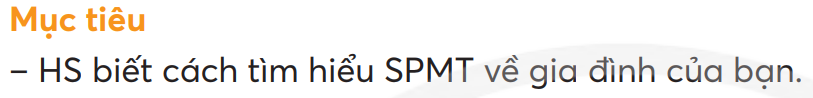 Mục tiêu
– HS biết cách tìm hiểu SPMT về gia đình của bạn.